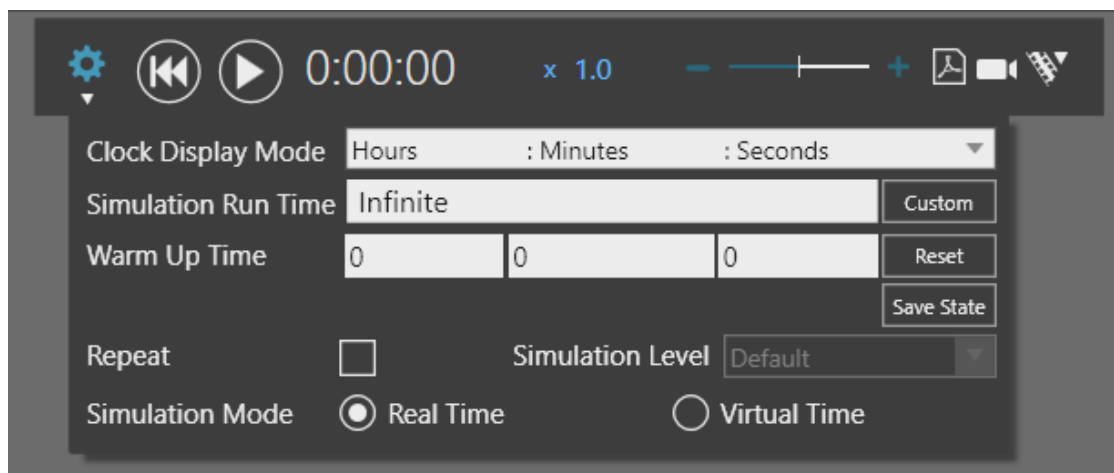 0:00:00 x 1.0
Clock Display Mode Hours : Minutes : Seconds
Simulation Run Time Infinite Custom
Warm Up Time 0 0 0 Reset
Save State
Repeat Simulation Level Default
Simulation Mode Real Time Virtual Time